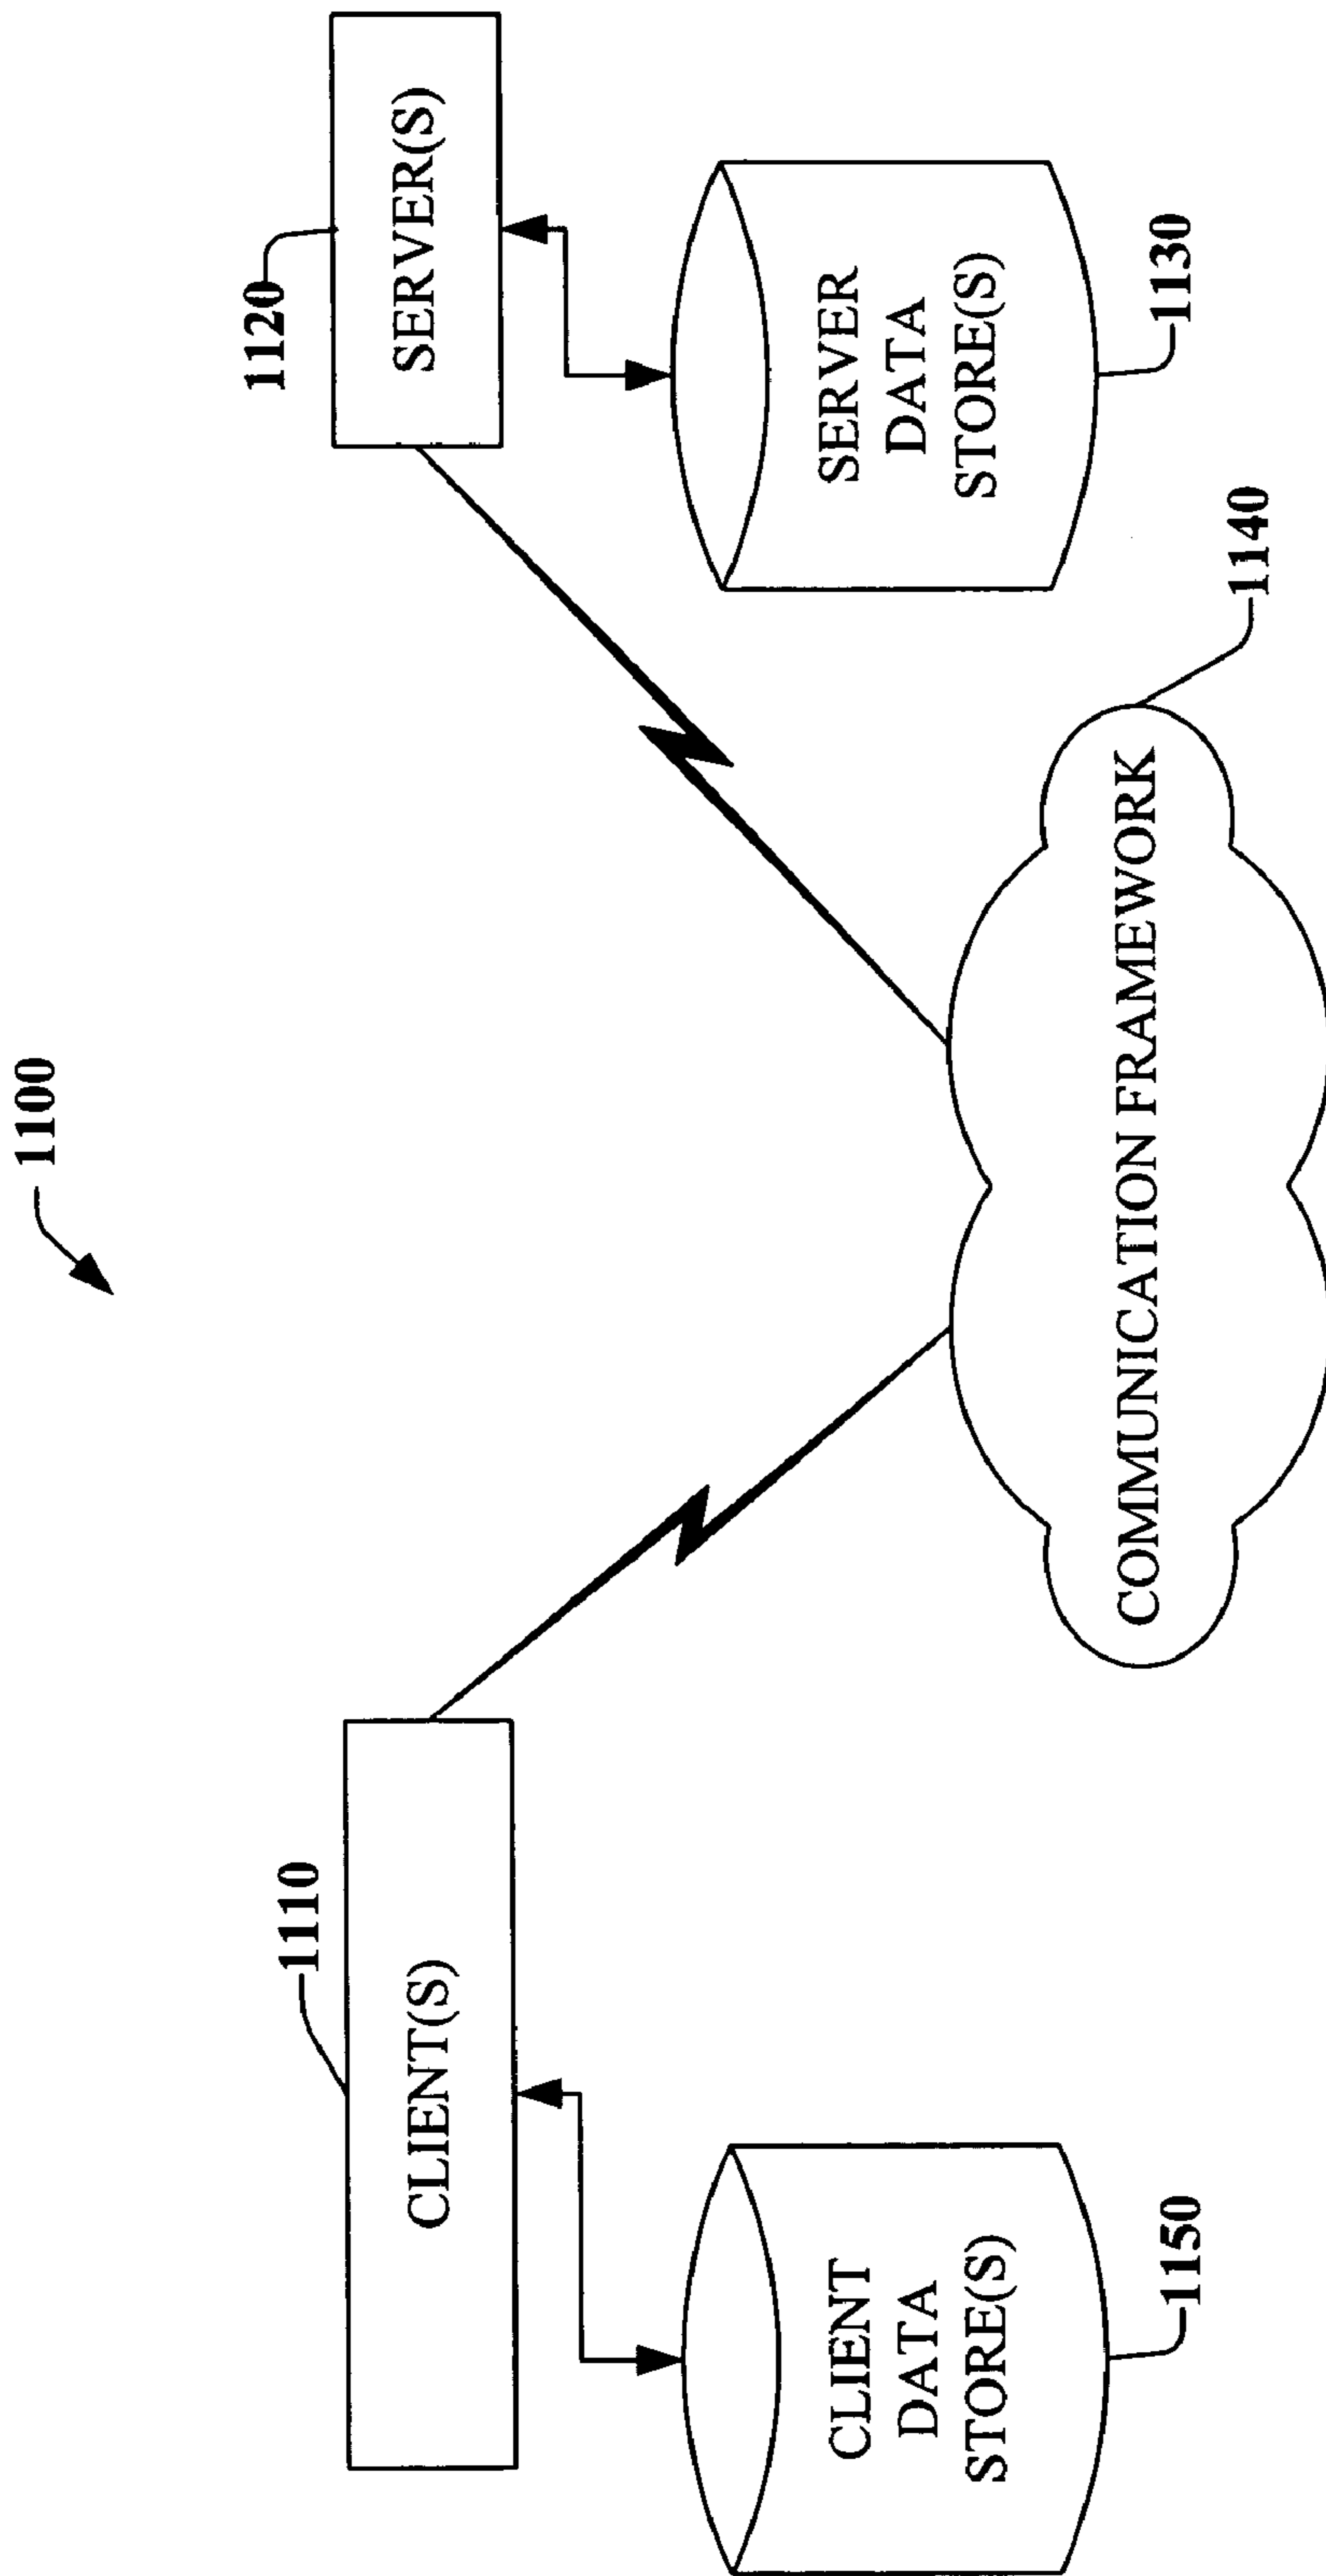 1100
1110
CLIENT(S)
1120
SERVER(S)
CLIENT
DATA
STORE(S)
1150
SERVER
DATA
STORE(S)
1130
COMMUNICATION FRAMEWORK
1140